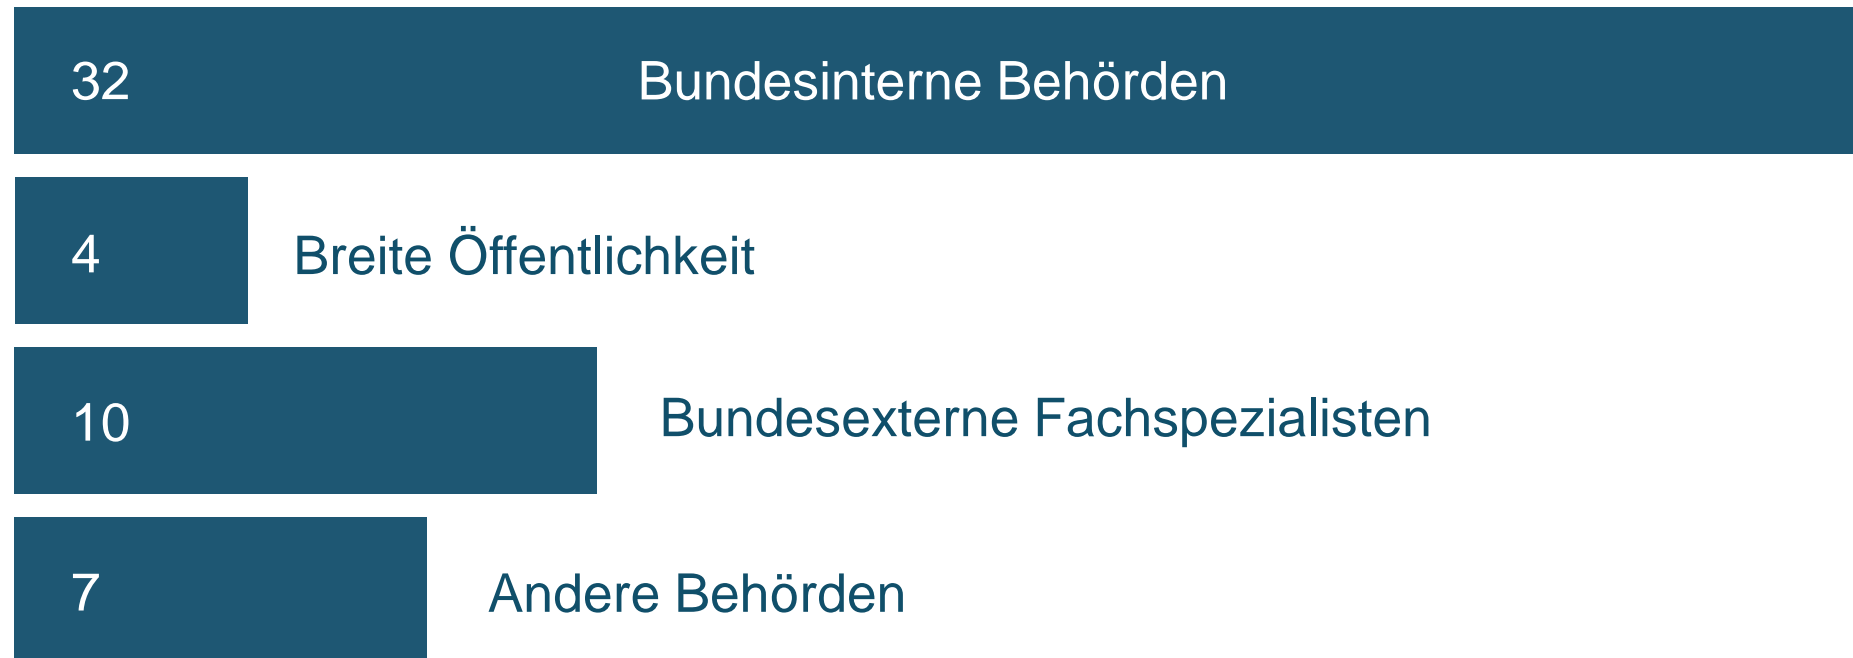 32 Bundesinterne Behörden
4 Breite Öffentlichkeit
10 Bundesexterne Fachspezialisten
7 Andere Behörden